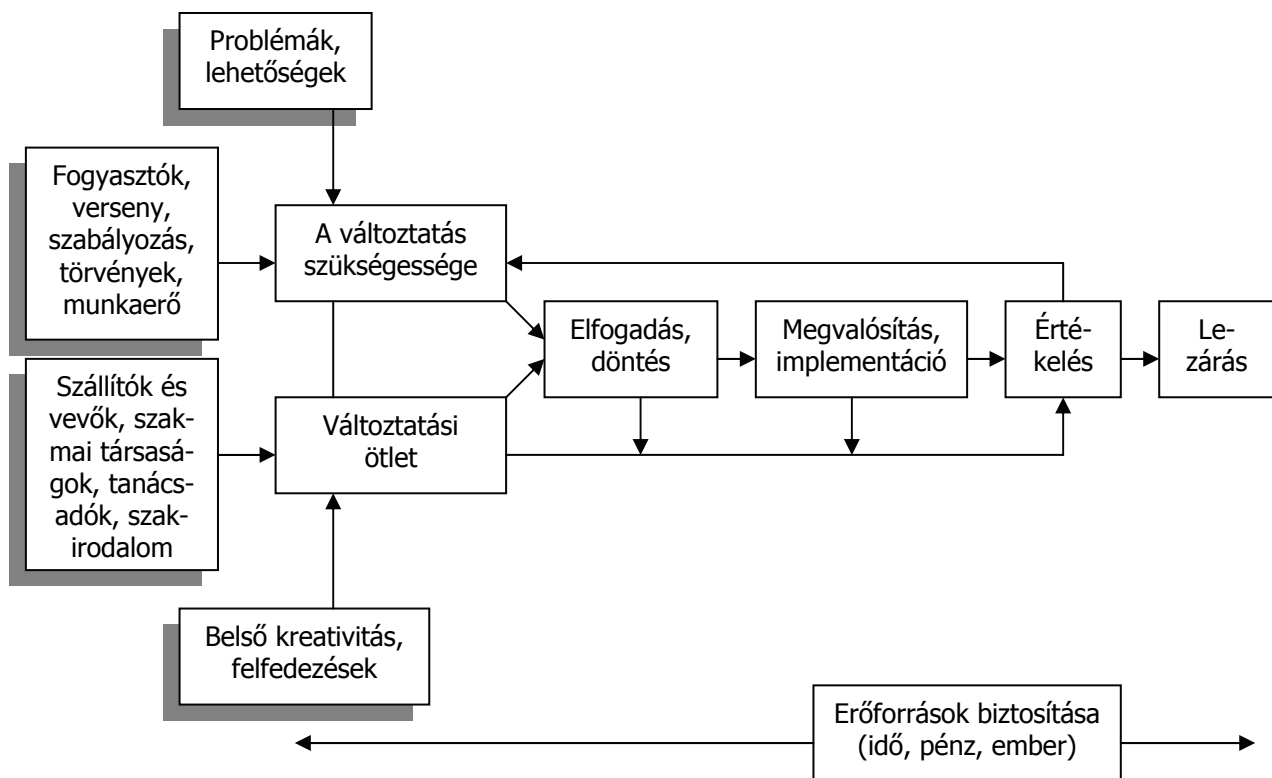 Problémák,
lehetőségek
Fogyasztók,
verseny,
szabályozás,
törvények,
munkaerő
A változtatás
szükségessége
Elfogadás,
döntés
Megvalósítás,
implementáció
Érté-
kelés
Le-
zárás
Szállítók és
vevők, szak-
mai társasá-
gok, tanács-
adók, szak-
irodalom
Változtatási
ötlet
Belső kreativitás,
felfedezések
Erőforrások biztosítása
(idő, pénz, ember)